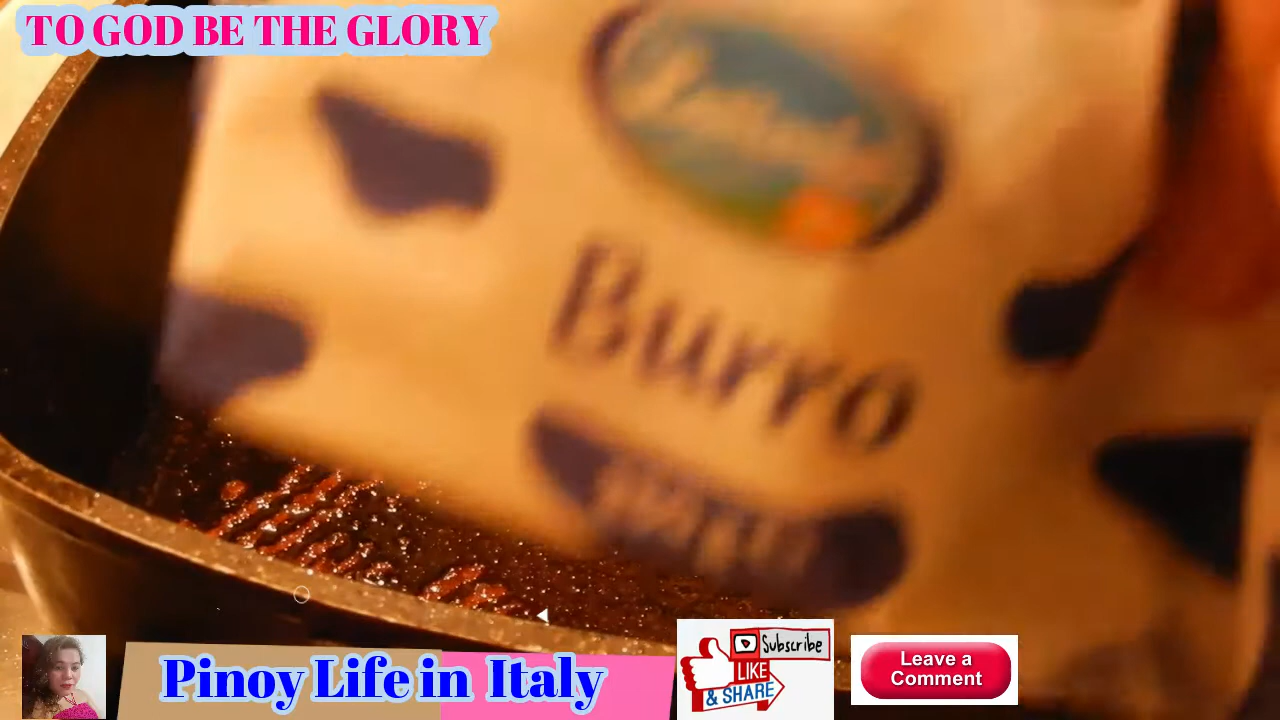 TO GOD BE THE GLORY
Burro
Pinoy Life in Italy
Subscribe
LIKE
& SHARE
Leave a
Comment